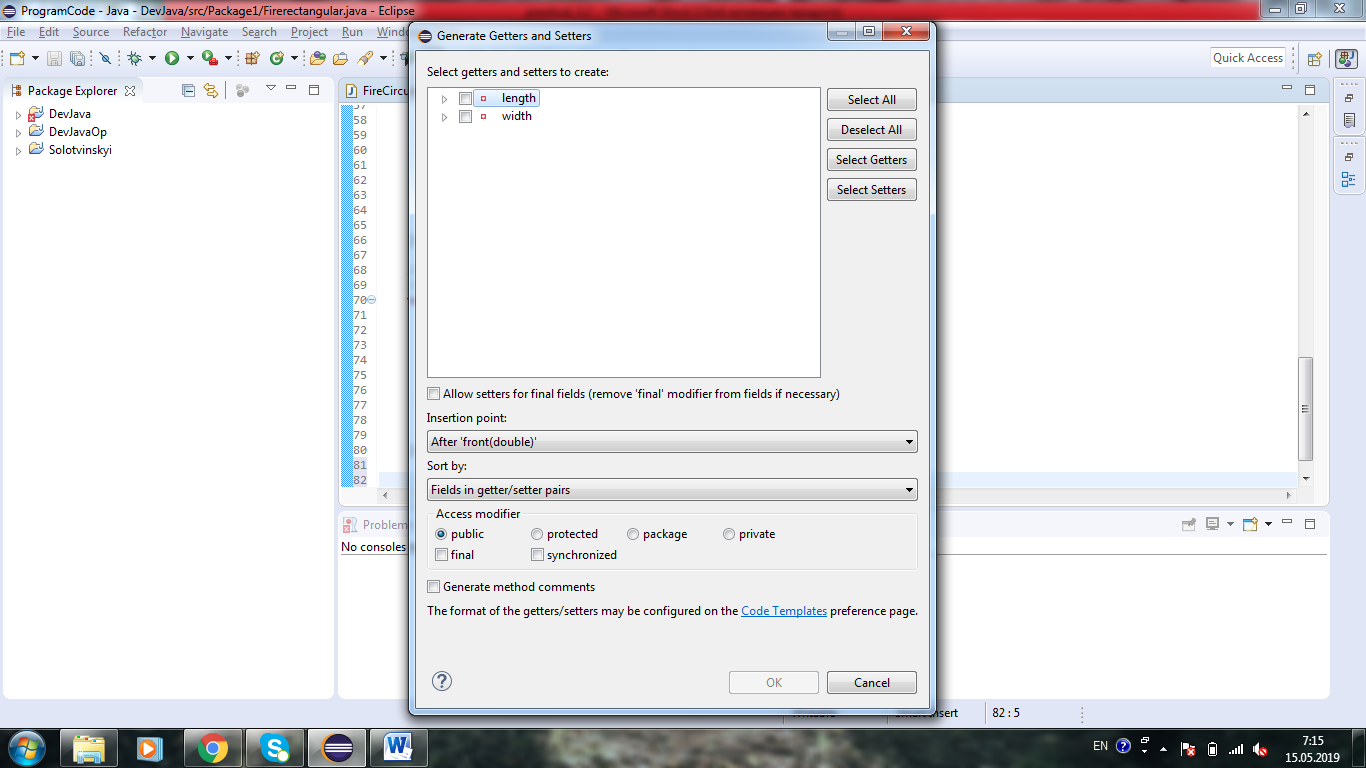 ProgramCode - Java - DevJava/src/Package1/Firerectangular.java - Eclipse
File Edit Source Refactor Navigate Search Project Run Windo
Quick Access
Package Explorer
DevJava
DevJavaOp
Solotvinskyi
FireCircu
57
58
59
60
61
62
63
64
65
66
67
68
69
70
71
72
73
74
75
76
77
78
79
80
81
82
Problem
No consoles
Generate Getters and Setters
Select getters and setters to create:
length
width
Select All
Deselect All
Select Getters
Select Setters
Allow setters for final fields (remove 'final' modifier from fields if necessary)
Insertion point:
After 'front(double)'
Sort by:
Fields in getter/setter pairs
Access modifier
public protected package private
final synchronized
Generate method comments
The format of the getters/setters may be configured on the Code Templates preference page.
OK Cancel
82 : 5
EN
7:15
15.05.2019